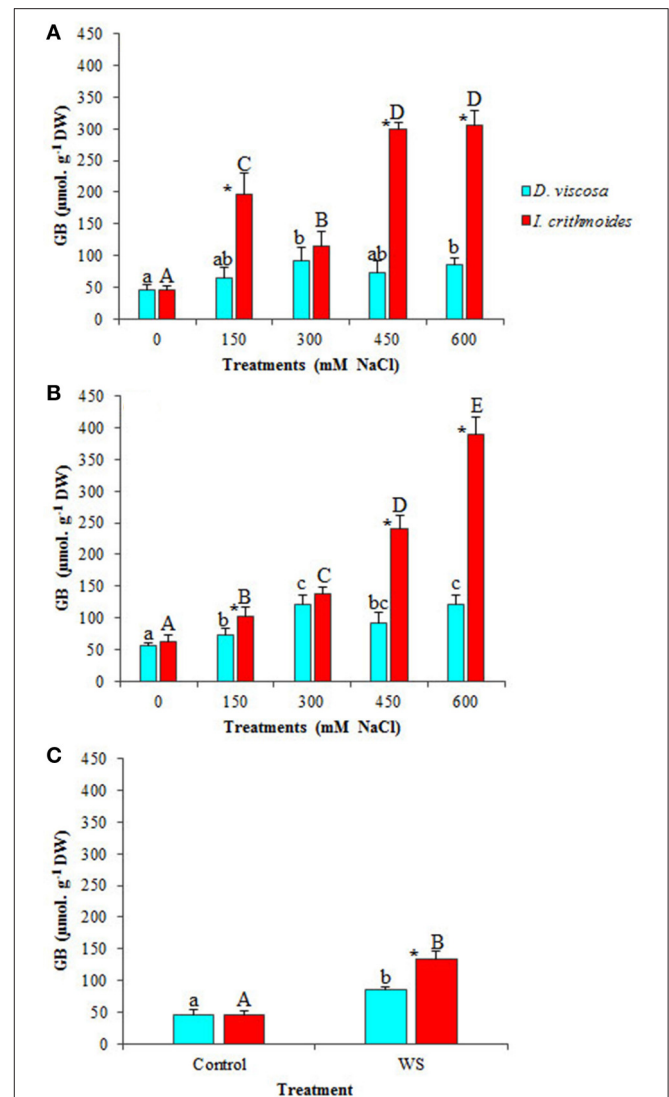 A
GB (µmol. g⁻¹ DW)
450
400
350
300
250
200
150
100
50
0
a
A
ab
*
C
b
B
ab
*
D
b
*
D
0
150
300
450
600
Treatments (mM NaCl)
D. viscosa
I. crithmoides
B
GB (µmol. g⁻¹ DW)
450
400
350
300
250
200
150
100
50
0
a
A
b
*
B
c
C
bc
*
D
c
*
E
0
150
300
450
600
Treatments (mM NaCl)
C
GB (µmol. g⁻¹ DW)
450
400
350
300
250
200
150
100
50
0
a
A
b
*
B
Control
WS
Treatment